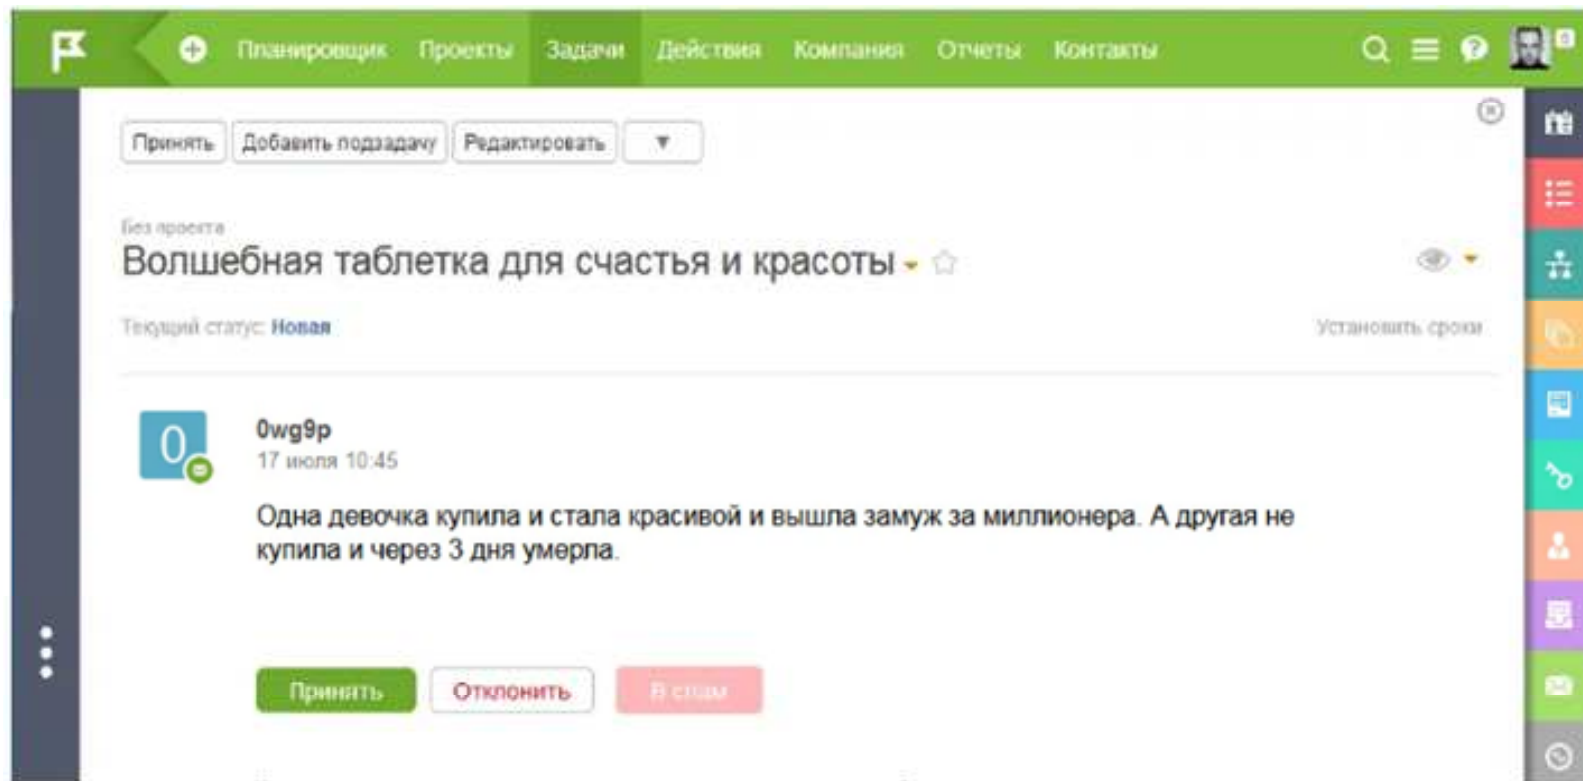 Планировщик Проекты Задачи Действия Компания Отчеты Контакты
0
Принять Добавить подзадачу Редактировать
Без проекта
Волшебная таблетка для счастья и красоты
Текущий статус: Новая Установить сроки
0
0wg9p
17 июля 10:45
Одна девочка купила и стала красивой и вышла замуж за миллионера. А другая не
купила и через 3 дня умерла.
Принять Отклонить В спам